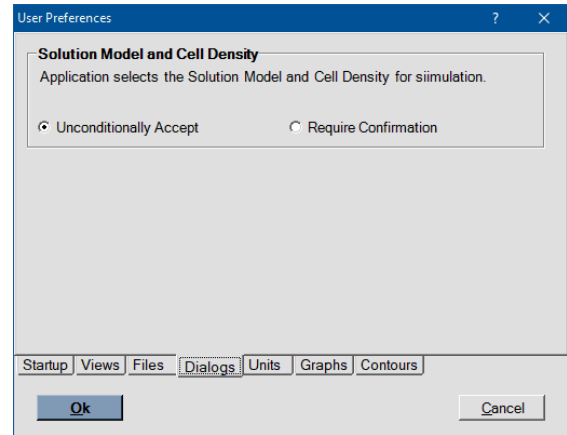 User Preferences ? ×
Solution Model and Cell Density
Application selects the Solution Model and Cell Density for siimulation.
Unconditionally Accept Require Confirmation
Startup Views Files Dialogs Units Graphs Contours
Ok Cancel